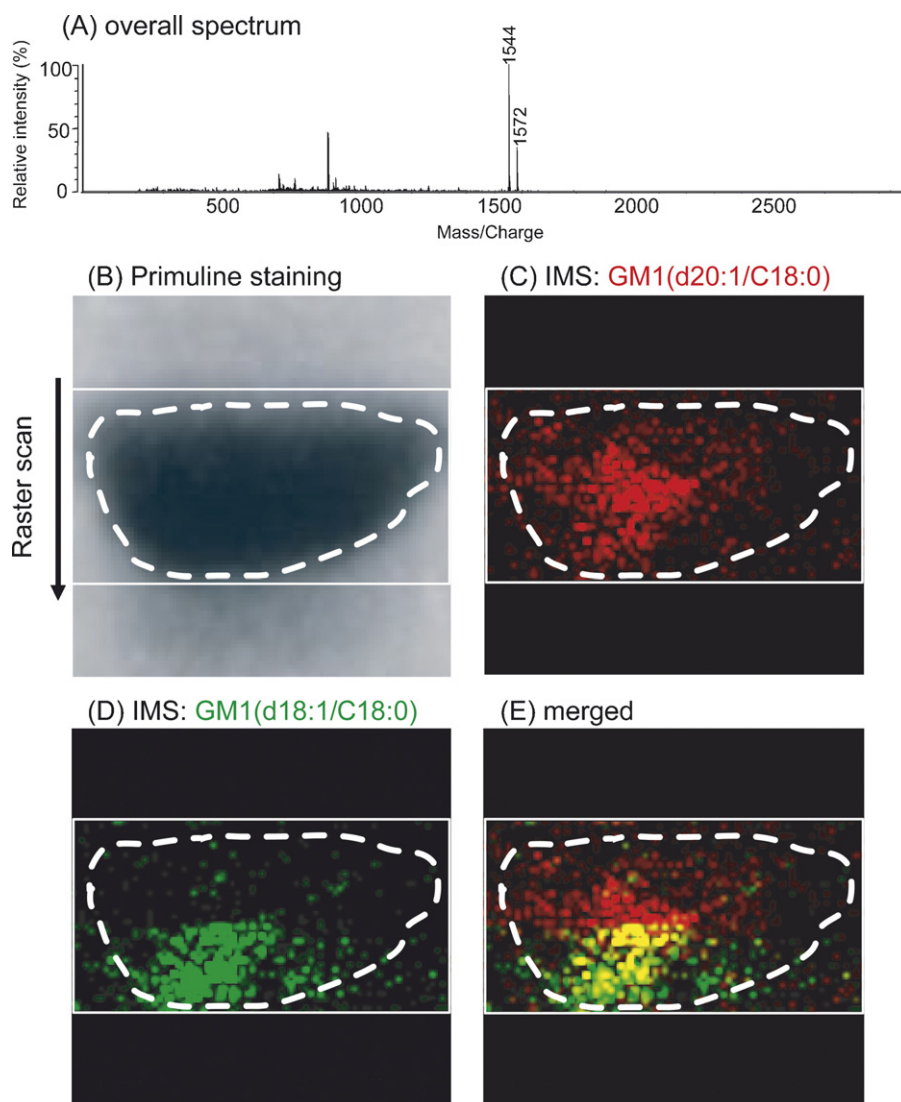 (A) overall spectrum
Relative intensity (%)
100
50
0
1544
1572
500 1000 1500 2000 2500
Mass/Charge
(B) Primuline staining
(C) IMS: GM1(d20:1/C18:0)
Raster scan
(D) IMS: GM1(d18:1/C18:0)
(E) merged